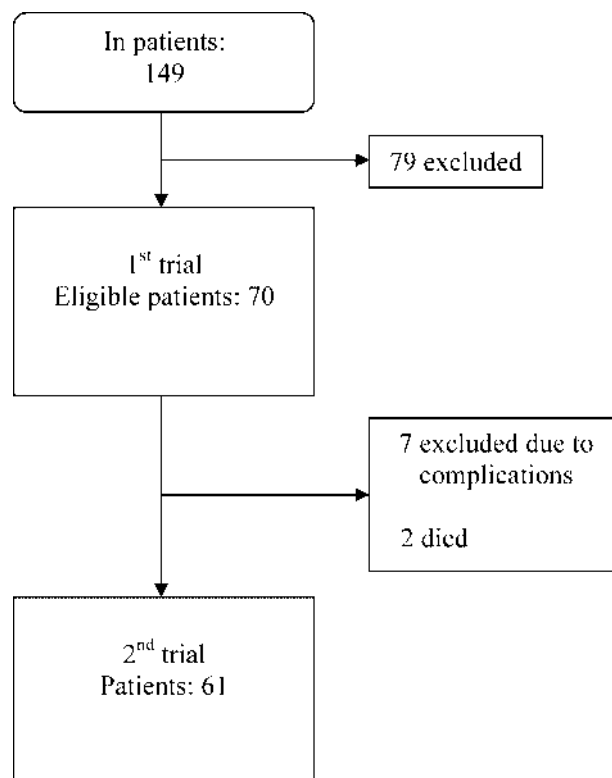 In patients:
149
79 excluded
1st trial
Eligible patients: 70
7 excluded due to
complications
2 died
2nd trial
Patients: 61